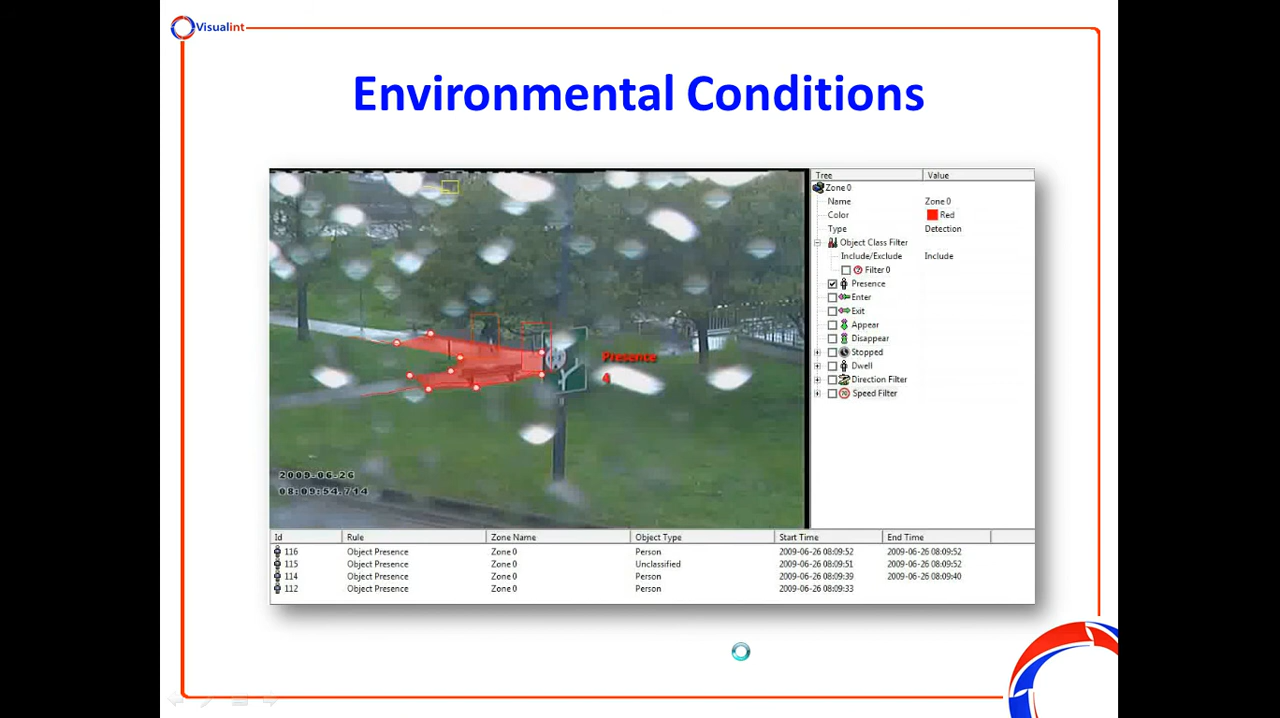 Visualint
Environmental Conditions
Presente
4
2009-06-26
08:09:54.714
Tree Value
Zone 0
Name Zone 0
Color Red
Type Detection
Object Class Filter
Include/Exclude Include
Filter 0
Presence
Enter
Exit
Appear
Disappear
Stopped
Dwell
Direction Filter
Speed Filter
Id Rule Zone Name Object Type Start Time End Time
116 Object Presence Zone 0 Person 2009-06-26 08:09:52 2009-06-26 08:09:52
115 Object Presence Zone 0 Unclassified 2009-06-26 08:09:51 2009-06-26 08:09:52
114 Object Presence Zone 0 Person 2009-06-26 08:09:39 2009-06-26 08:09:40
112 Object Presence Zone 0 Person 2009-06-26 08:09:33